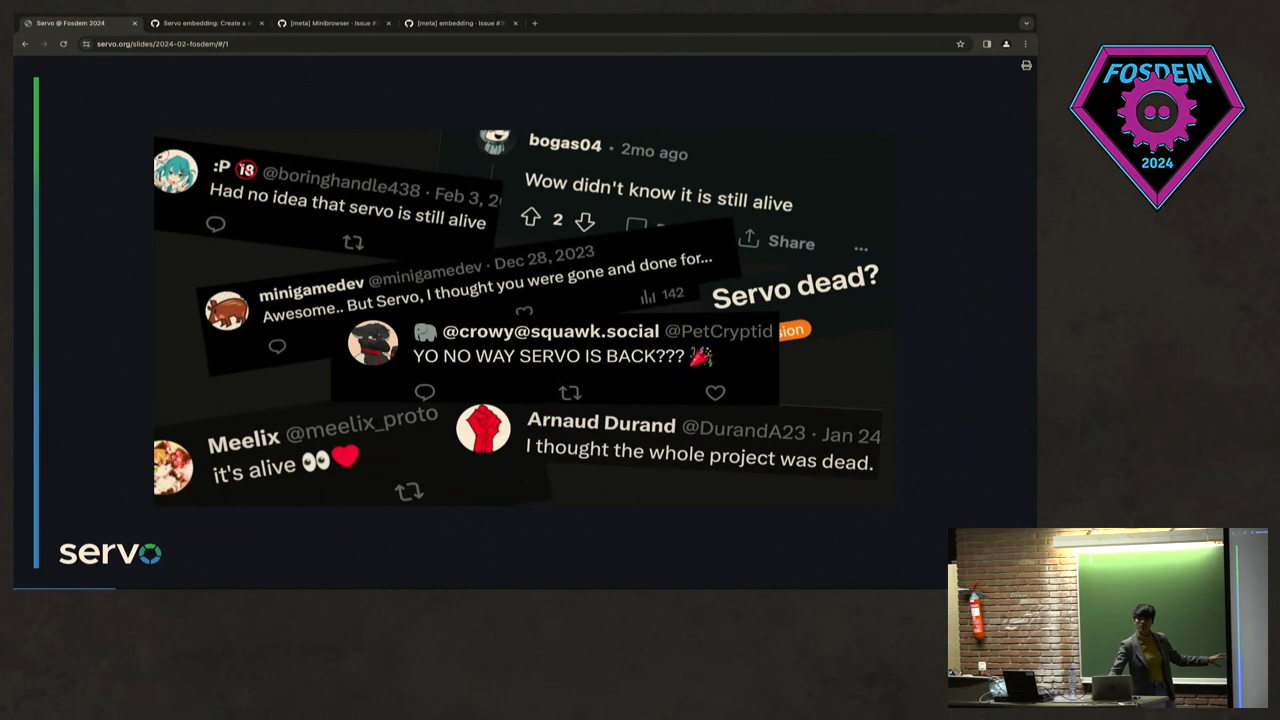 Servo @ Fosdem 2024
Servo embedding: Create a s
[meta] Minibrowser · Issue #
[meta] embedding · Issue #3
servo.org/slides/2024-02-fosdem/#/1
FOSDEM
2024
:P 🔞 @boringhandle438 · Feb 3, 2
Had no idea that servo is still alive
bogas04 · 2mo ago
Wow didn't know it is still alive
2
Share
minigamedev @minigamedev · Dec 28, 2023
Awesome.. But Servo, I thought you were gone and done for...
142
Servo dead?
sion
🐘 @crowy@squawk.social @PetCryptid
YO NO WAY SERVO IS BACK??? 🎉
Meelix @meelix_proto
it's alive 👀❤️
Arnaud Durand @DurandA23 · Jan 24
I thought the whole project was dead.
servo